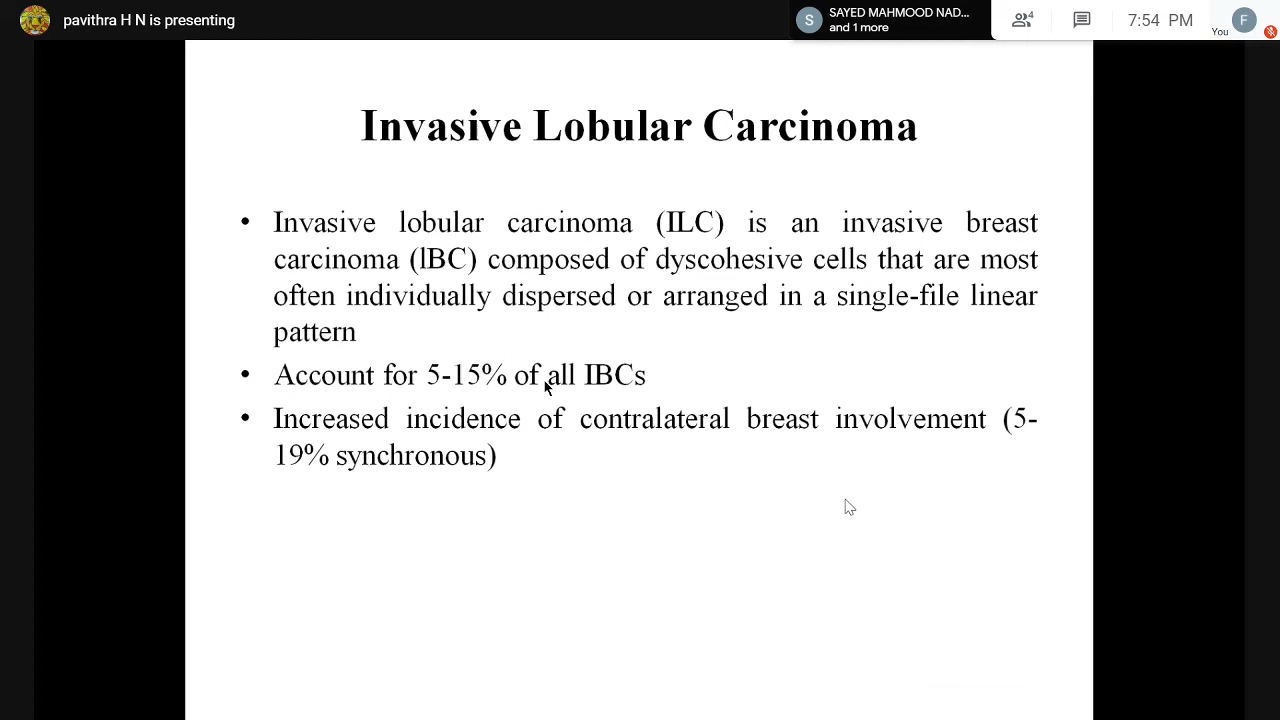 pavithra H N is presenting
SAYED MAHMOOD NAD...
and 1 more
4
7:54 PM
S
F
You
Invasive Lobular Carcinoma
• Invasive lobular carcinoma (ILC) is an invasive breast
carcinoma (lBC) composed of dyscohesive cells that are most
often individually dispersed or arranged in a single-file linear
pattern
• Account for 5-15% of all IBCs
• Increased incidence of contralateral breast involvement (5-
19% synchronous)